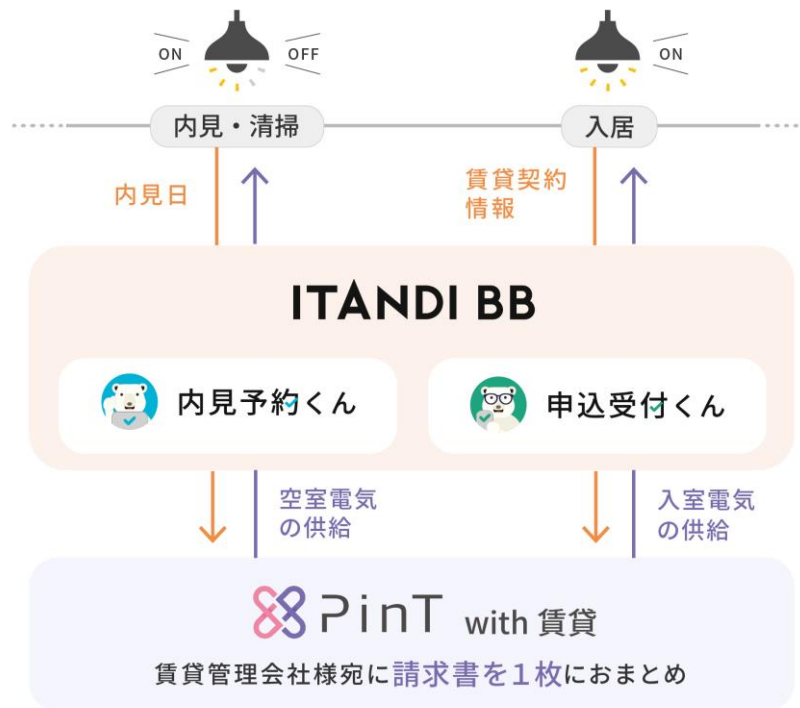 ON
OFF
ON
内見・清掃
入居
内見日
賃貸契約
情報
ITANDI BB
内見予約くん
申込受付くん
空室電気
の供給
入室電気
の供給
PinT with 賃貸
賃貸管理会社様宛に請求書を1枚におまとめ